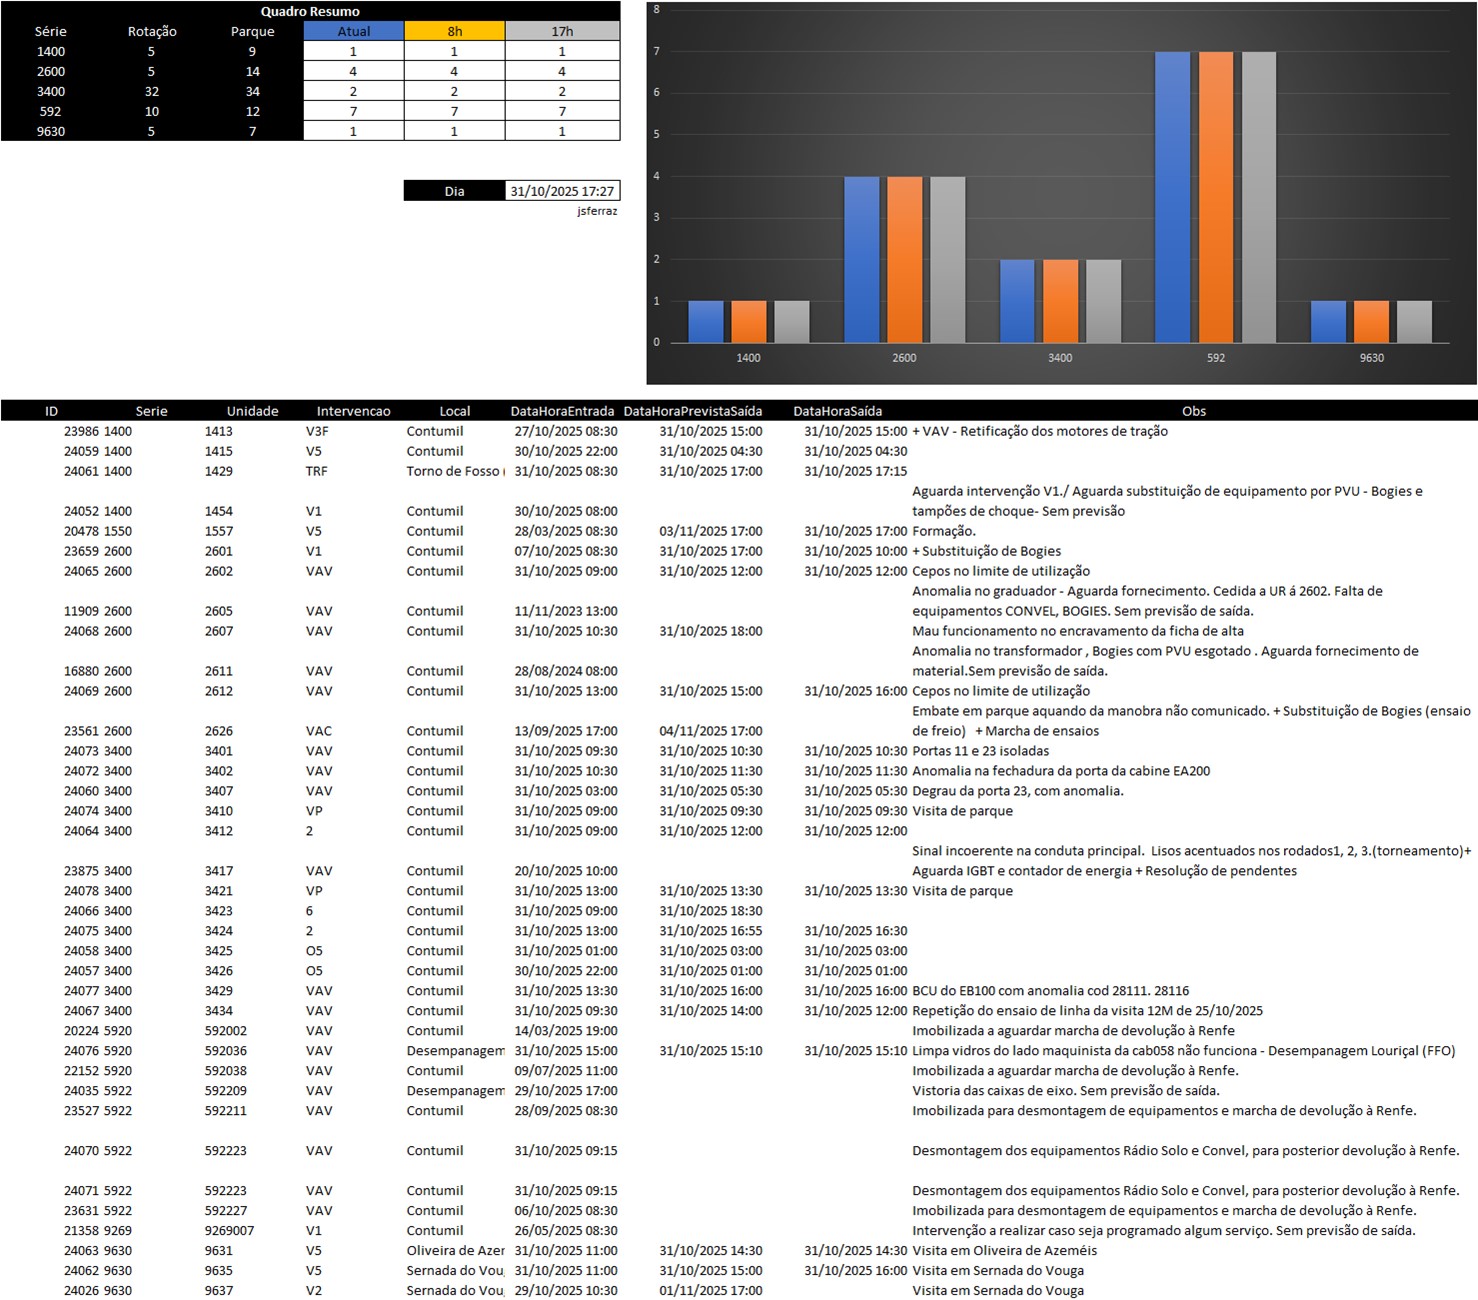 Quadro Resumo
Série Rotação Parque Atual 8h 17h
1400 5 9 1 1 1
2600 5 14 4 4 4
3400 32 34 2 2 2
592 10 12 7 7 7
9630 5 7 1 1 1
Dia 31/10/2025 17:27
jsferraz
8
7
6
5
4
3
2
1
0
1400 2600 3400 592 9630
ID Serie Unidade Intervencao Local DataHoraEntrada DataHoraPrevistaSaída DataHoraSaída Obs
23986 1400 1413 V3F Contumil 27/10/2025 08:30 31/10/2025 15:00 31/10/2025 15:00 + VAV - Retificação dos motores de tração
24059 1400 1415 V5 Contumil 30/10/2025 22:00 31/10/2025 04:30 31/10/2025 04:30
24061 1400 1429 TRF Torno de Fosso ( 31/10/2025 08:30 31/10/2025 17:00 31/10/2025 17:15
Aguarda intervenção V1./ Aguarda substituição de equipamento por PVU - Bogies e
24052 1400 1454 V1 Contumil 30/10/2025 08:00 tampões de choque- Sem previsão
20478 1550 1557 V5 Contumil 28/03/2025 08:30 03/11/2025 17:00 31/10/2025 17:00 Formação.
23659 2600 2601 V1 Contumil 07/10/2025 08:30 31/10/2025 17:00 31/10/2025 10:00 + Substituição de Bogies
24065 2600 2602 VAV Contumil 31/10/2025 09:00 31/10/2025 12:00 31/10/2025 12:00 Cepos no limite de utilização
Anomalia no graduador - Aguarda fornecimento. Cedida a UR á 2602. Falta de
11909 2600 2605 VAV Contumil 11/11/2023 13:00 equipamentos CONVEL, BOGIES. Sem previsão de saída.
24068 2600 2607 VAV Contumil 31/10/2025 10:30 31/10/2025 18:00 Mau funcionamento no encravamento da ficha de alta
Anomalia no transformador , Bogies com PVU esgotado . Aguarda fornecimento de
16880 2600 2611 VAV Contumil 28/08/2024 08:00 material.Sem previsão de saída.
24069 2600 2612 VAV Contumil 31/10/2025 13:00 31/10/2025 15:00 31/10/2025 16:00 Cepos no limite de utilização
Embate em parque aquando da manobra não comunicado. + Substituição de Bogies (ensaio
23561 2600 2626 VAC Contumil 13/09/2025 17:00 04/11/2025 17:00 de freio) + Marcha de ensaios
24073 3400 3401 VAV Contumil 31/10/2025 09:30 31/10/2025 10:30 31/10/2025 10:30 Portas 11 e 23 isoladas
24072 3400 3402 VAV Contumil 31/10/2025 10:30 31/10/2025 11:30 31/10/2025 11:30 Anomalia na fechadura da porta da cabine EA200
24060 3400 3407 VAV Contumil 31/10/2025 03:00 31/10/2025 05:30 31/10/2025 05:30 Degrau da porta 23, com anomalia.
24074 3400 3410 VP Contumil 31/10/2025 09:00 31/10/2025 09:30 31/10/2025 09:30 Visita de parque
24064 3400 3412 2 Contumil 31/10/2025 09:00 31/10/2025 12:00 31/10/2025 12:00
Sinal incoerente na conduta principal. Lisos acentuados nos rodados1, 2, 3.(torneamento)+
23875 3400 3417 VAV Contumil 20/10/2025 10:00 Aguarda IGBT e contador de energia + Resolução de pendentes
24078 3400 3421 VP Contumil 31/10/2025 13:00 31/10/2025 13:30 31/10/2025 13:30 Visita de parque
24066 3400 3423 6 Contumil 31/10/2025 09:00 31/10/2025 18:30
24075 3400 3424 2 Contumil 31/10/2025 13:00 31/10/2025 16:55 31/10/2025 16:30
24058 3400 3425 O5 Contumil 31/10/2025 01:00 31/10/2025 03:00 31/10/2025 03:00
24057 3400 3426 O5 Contumil 30/10/2025 22:00 31/10/2025 01:00 31/10/2025 01:00
24077 3400 3429 VAV Contumil 31/10/2025 13:30 31/10/2025 16:00 31/10/2025 16:00 BCU do EB100 com anomalia cod 28111. 28116
24067 3400 3434 VAV Contumil 31/10/2025 09:30 31/10/2025 14:00 31/10/2025 12:00 Repetição do ensaio de linha da visita 12M de 25/10/2025
20224 5920 592002 VAV Contumil 14/03/2025 19:00 Imobilizada a aguardar marcha de devolução à Renfe
24076 5920 592036 VAV Desempanagem 31/10/2025 15:00 31/10/2025 15:10 31/10/2025 15:10 Limpa vidros do lado maquinista da cab058 não funciona - Desempanagem Louriçal (FFO)
22152 5920 592038 VAV Contumil 09/07/2025 11:00 Imobilizada a aguardar marcha de devolução à Renfe.
24035 5922 592209 VAV Desempanagem 29/10/2025 17:00 Vistoria das caixas de eixo. Sem previsão de saída.
23527 5922 592211 VAV Contumil 28/09/2025 08:30 Imobilizada para desmontagem de equipamentos e marcha de devolução à Renfe.
24070 5922 592223 VAV Contumil 31/10/2025 09:15 Desmontagem dos equipamentos Rádio Solo e Convel, para posterior devolução à Renfe.
24071 5922 592223 VAV Contumil 31/10/2025 09:15 Desmontagem dos equipamentos Rádio Solo e Convel, para posterior devolução à Renfe.
23631 5922 592227 VAV Contumil 06/10/2025 08:30 Imobilizada para desmontagem de equipamentos e marcha de devolução à Renfe.
21358 9269 9269007 V1 Contumil 26/05/2025 08:30 Intervenção a realizar caso seja programado algum serviço. Sem previsão de saída.
24063 9630 9631 V5 Oliveira de Azer 31/10/2025 11:00 31/10/2025 14:30 31/10/2025 14:30 Visita em Oliveira de Azeméis
24062 9630 9635 V5 Sernada do Vou 31/10/2025 11:00 31/10/2025 15:00 31/10/2025 16:00 Visita em Sernada do Vouga
24026 9630 9637 V2 Sernada do Vou 29/10/2025 10:30 01/11/2025 17:00 Visita em Sernada do Vouga